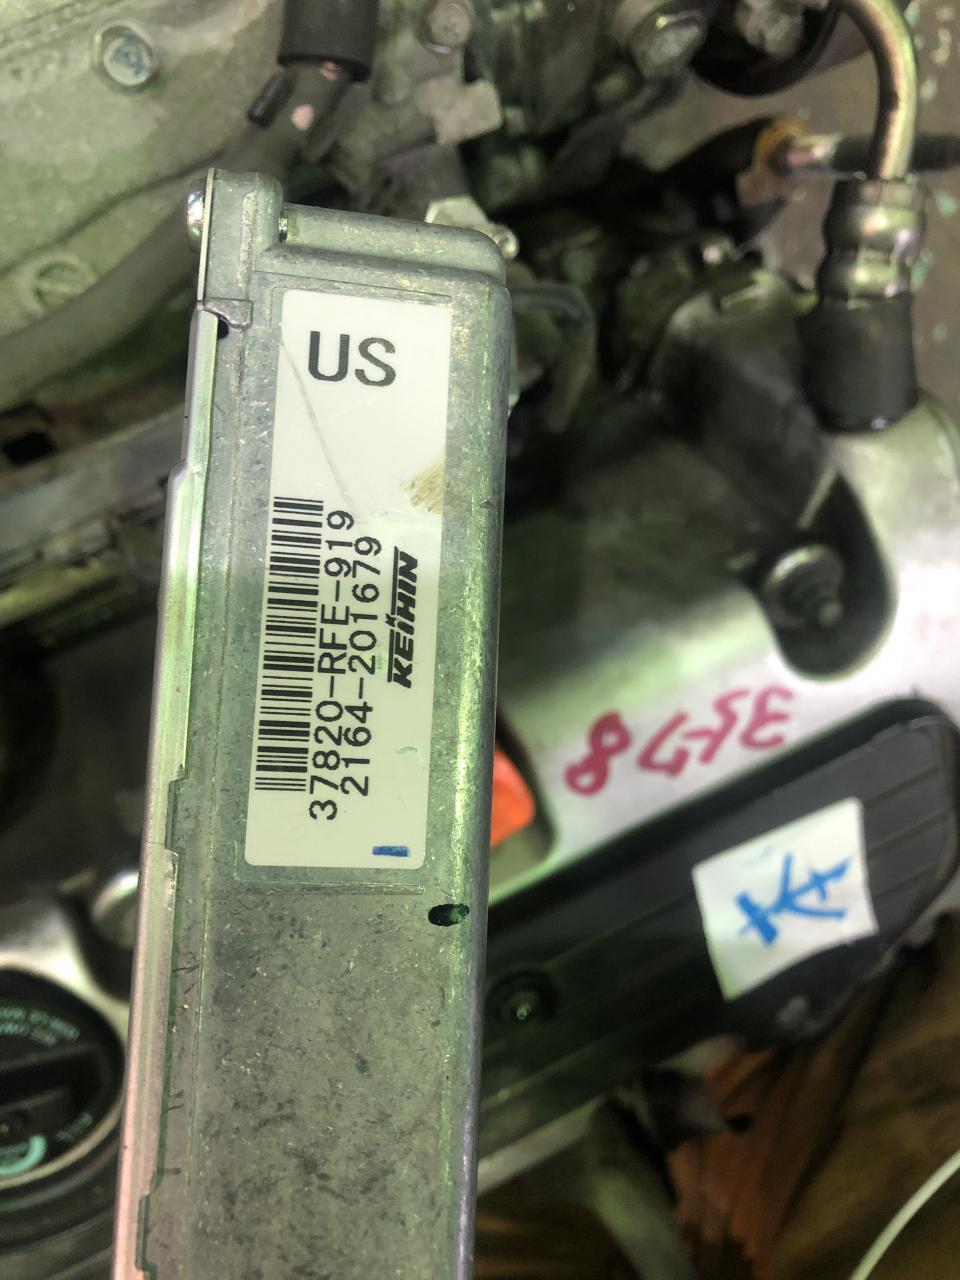 US
37820-RFE-919
2164-201679
KEIHIN
3578